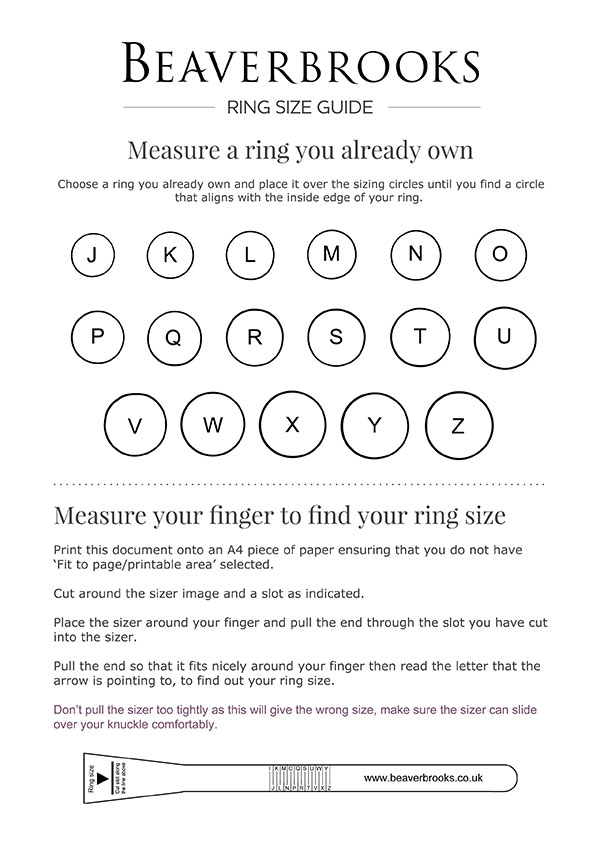 BEAVERBROOKS
RING SIZE GUIDE
Measure a ring you already own
Choose a ring you already own and place it over the sizing circles until you find a circle
that aligns with the inside edge of your ring.
J K L M N O
P Q R S T U
V W X Y Z
Measure your finger to find your ring size
Print this document onto an A4 piece of paper ensuring that you do not have
‘Fit to page/printable area’ selected.
Cut around the sizer image and a slot as indicated.
Place the sizer around your finger and pull the end through the slot you have cut
into the sizer.
Pull the end so that it fits nicely around your finger then read the letter that the
arrow is pointing to, to find out your ring size.
Don’t pull the sizer too tightly as this will give the wrong size, make sure the sizer can slide
over your knuckle comfortably.
Ring size
Cut slot along
the line above
I K M O Q S U W Y
J L N P R T V X Z
www.beaverbrooks.co.uk